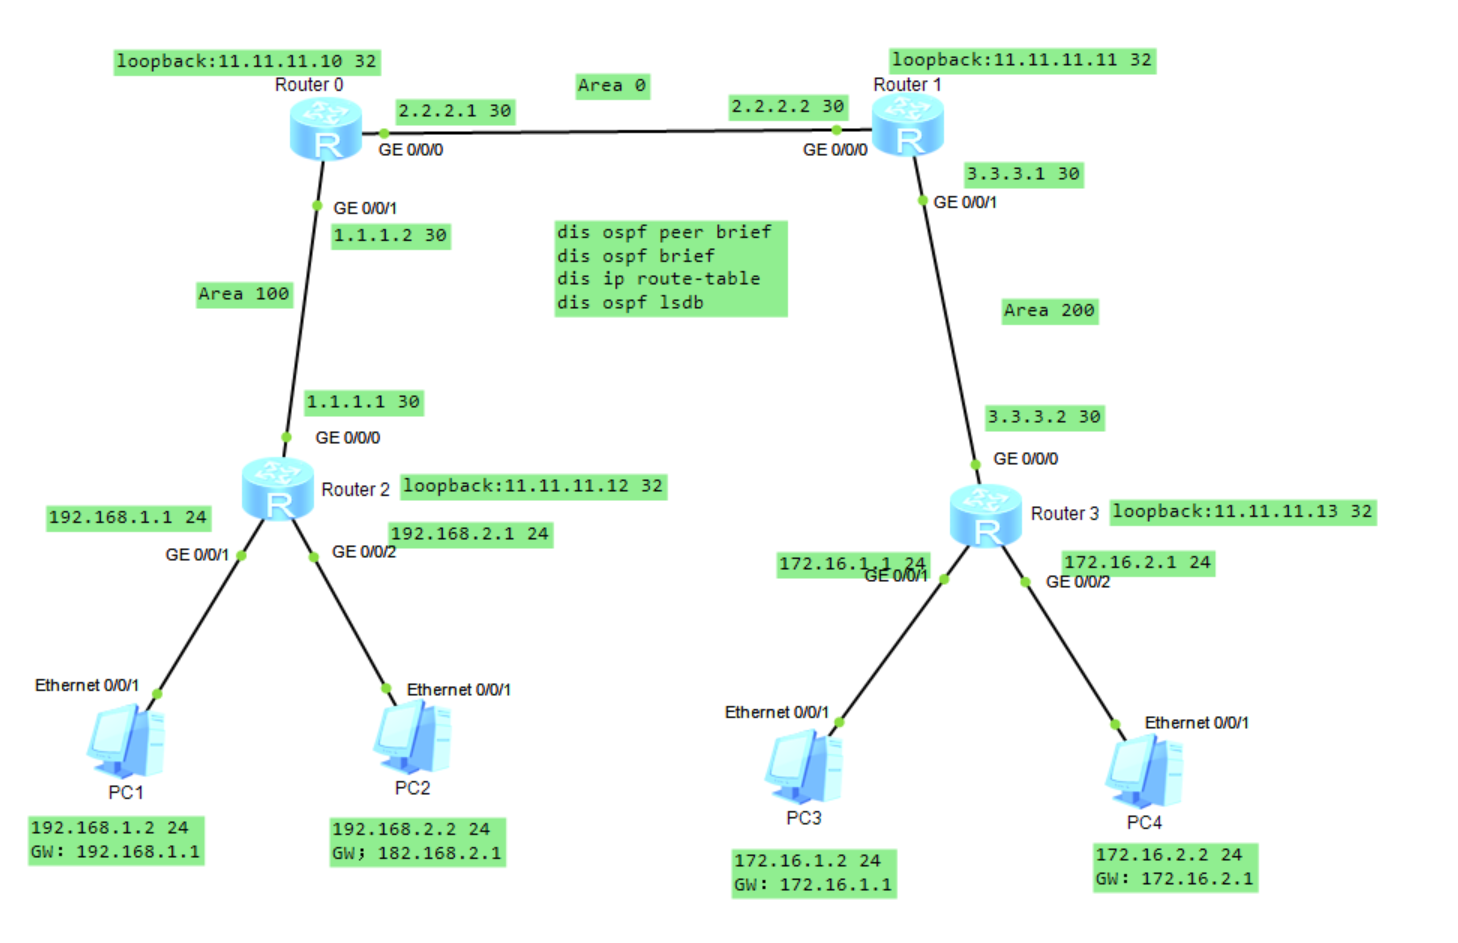 loopback:11.11.11.10 32
Router 0
Area 0
loopback:11.11.11.11 32
Router 1
2.2.2.1 30
2.2.2.2 30
GE 0/0/0
GE 0/0/0
R
R
3.3.3.1 30
GE 0/0/1
GE 0/0/1
1.1.1.2 30
dis ospf peer brief
dis ospf brief
dis ip route-table
dis ospf lsdb
Area 100
Area 200
1.1.1.1 30
GE 0/0/0
3.3.3.2 30
GE 0/0/0
R
Router 2
loopback:11.11.11.12 32
R
Router 3
loopback:11.11.11.13 32
192.168.1.1 24
GE 0/0/1
192.168.2.1 24
GE 0/0/2
172.16.1.1 24
GE 0/0/1
172.16.2.1 24
GE 0/0/2
Ethernet 0/0/1
Ethernet 0/0/1
Ethernet 0/0/1
Ethernet 0/0/1
PC1
192.168.1.2 24
GW: 192.168.1.1
PC2
192.168.2.2 24
GW; 182.168.2.1
PC3
172.16.1.2 24
GW: 172.16.1.1
PC4
172.16.2.2 24
GW: 172.16.2.1